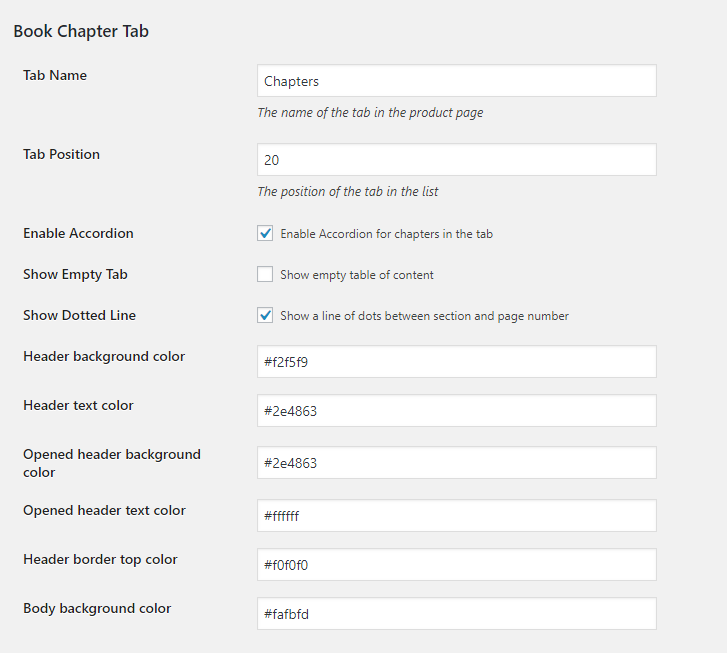 Book Chapter Tab
Tab Name
Chapters
The name of the tab in the product page
Tab Position
20
The position of the tab in the list
Enable Accordion
Enable Accordion for chapters in the tab
Show Empty Tab
Show empty table of content
Show Dotted Line
Show a line of dots between section and page number
Header background color
#f2f5f9
Header text color
#2e4863
Opened header background
color
#2e4863
Opened header text color
#ffffff
Header border top color
#f0f0f0
Body background color
#fafbfd